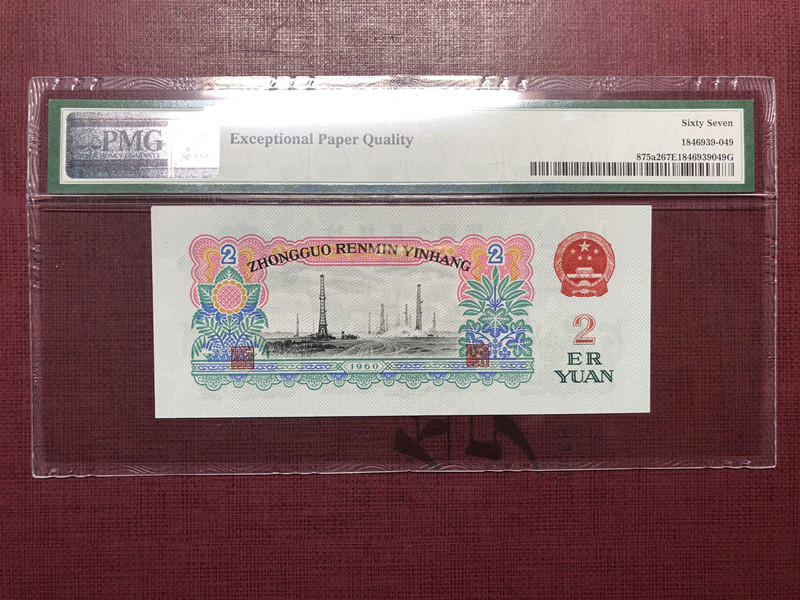 PMG
Exceptional Paper Quality
Sixty Seven
1846939-049
875a267E1846939049G
2
2
ZHONGGUO RENMIN YINHANG
2
ER
YUAN
1960